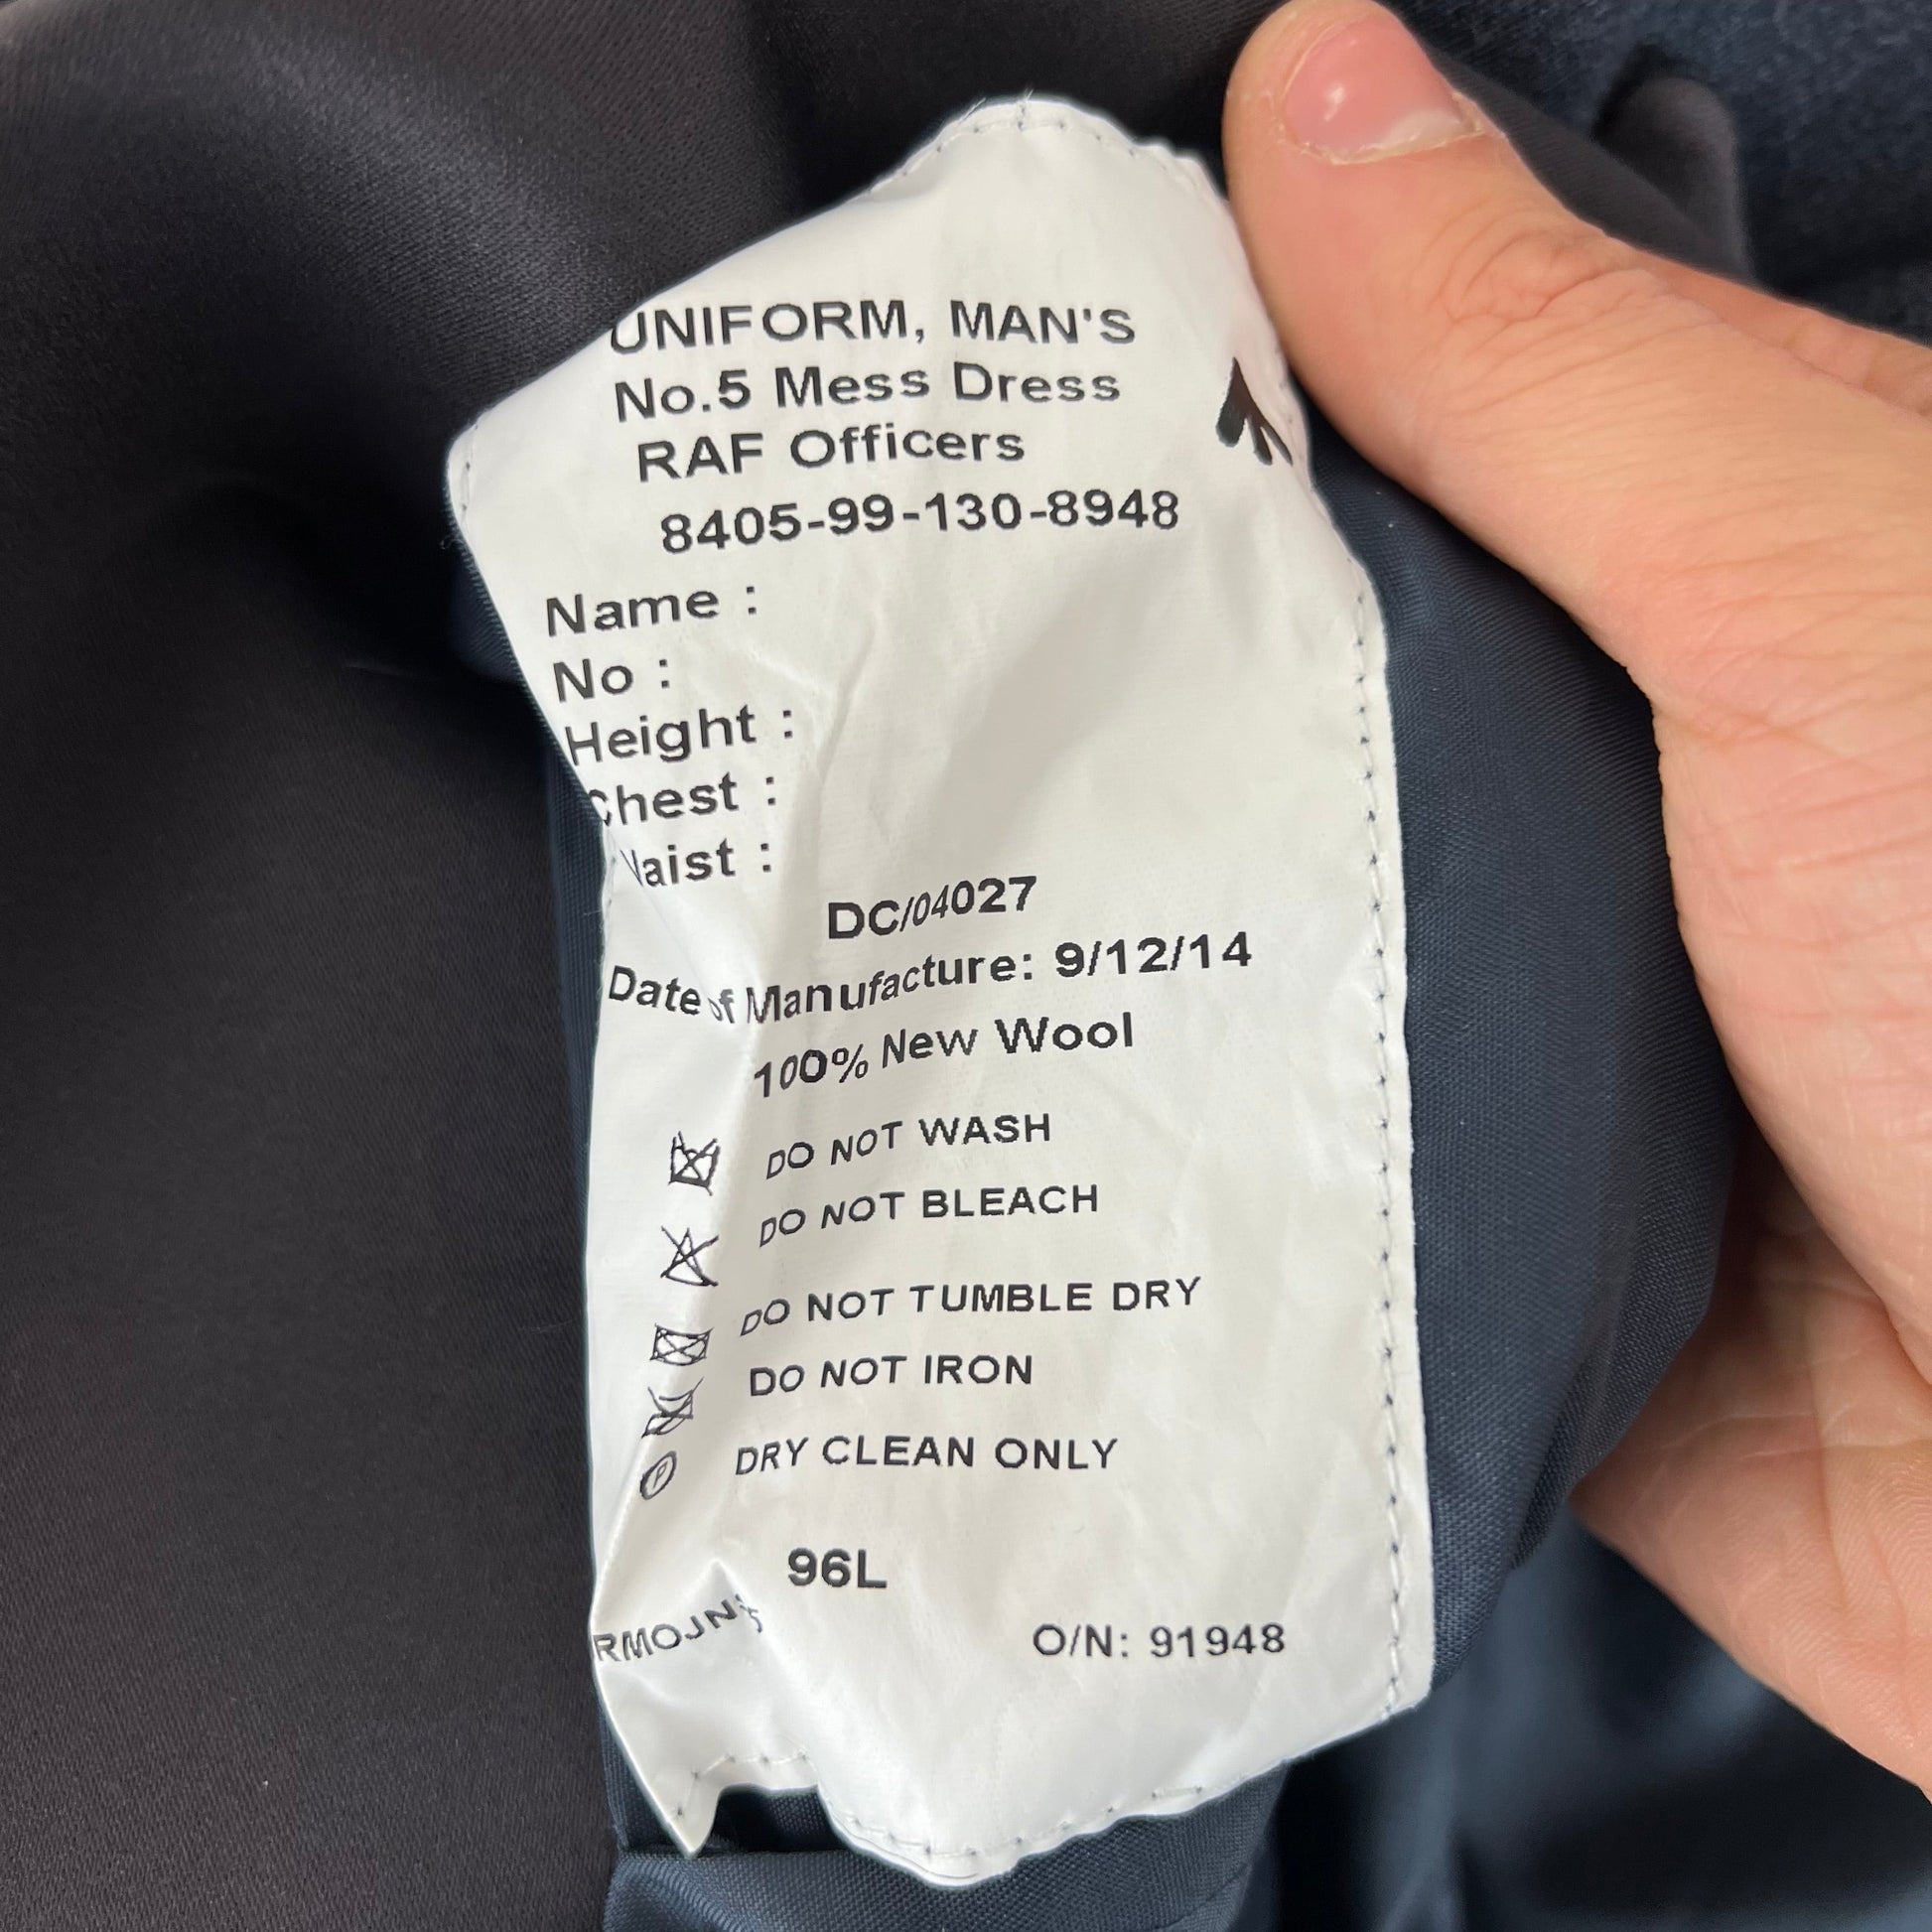 UNIFORM, MAN'S
No.5 Mess Dress
RAF Officers
8405-99-130-8948
Name :
No :
Height :
Chest :
Waist :
DC/04027
Date of Manufacture: 9/12/14
100% New Wool
DO NOT WASH
DO NOT BLEACH
DO NOT TUMBLE DRY
DO NOT IRON
P DRY CLEAN ONLY
96L
O/N: 91948